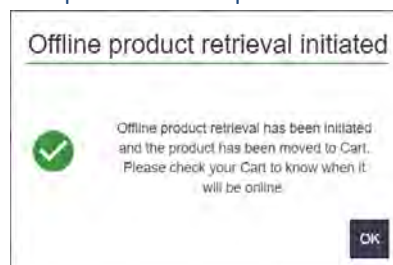 Offline product retrieval initiated
Offline product retrieval has been initiated
and the product has been moved to Cart.
Please check your Cart to know when it
will be online
OK